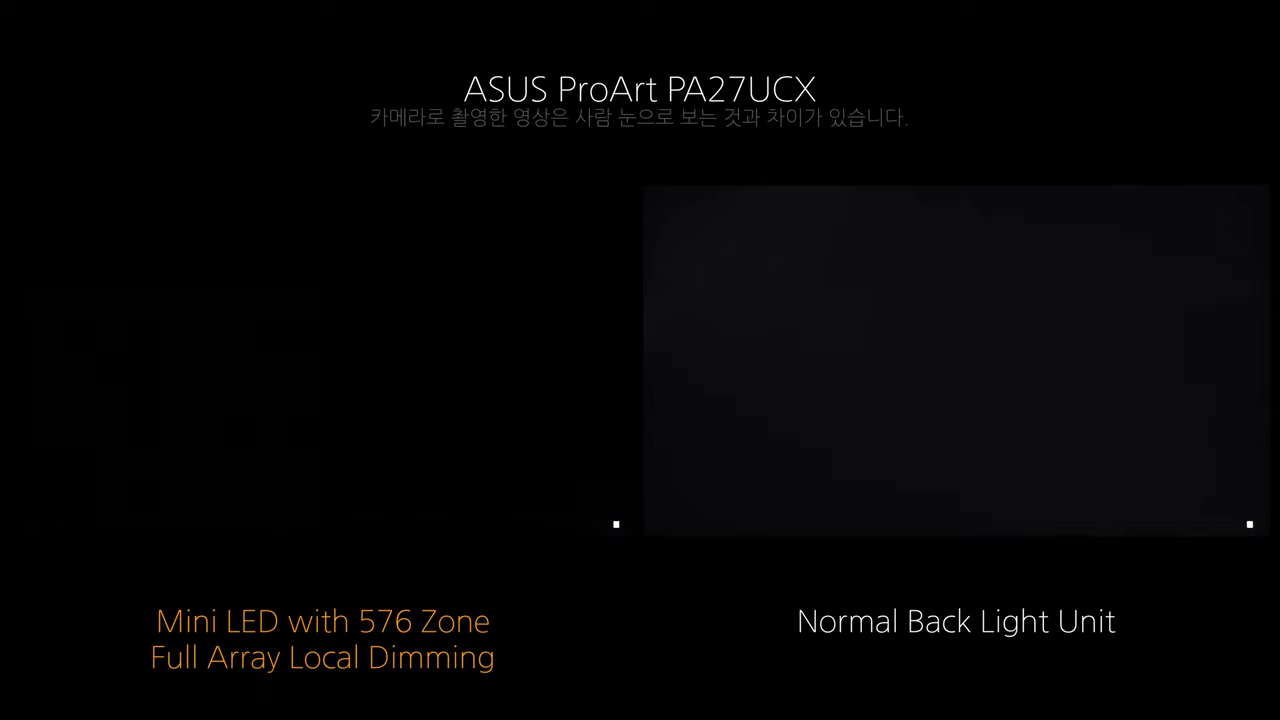 ASUS ProArt PA27UCX
카메라로 촬영한 영상은 사람 눈으로 보는 것과 차이가 있습니다.
Mini LED with 576 Zone
Full Array Local Dimming
Normal Back Light Unit